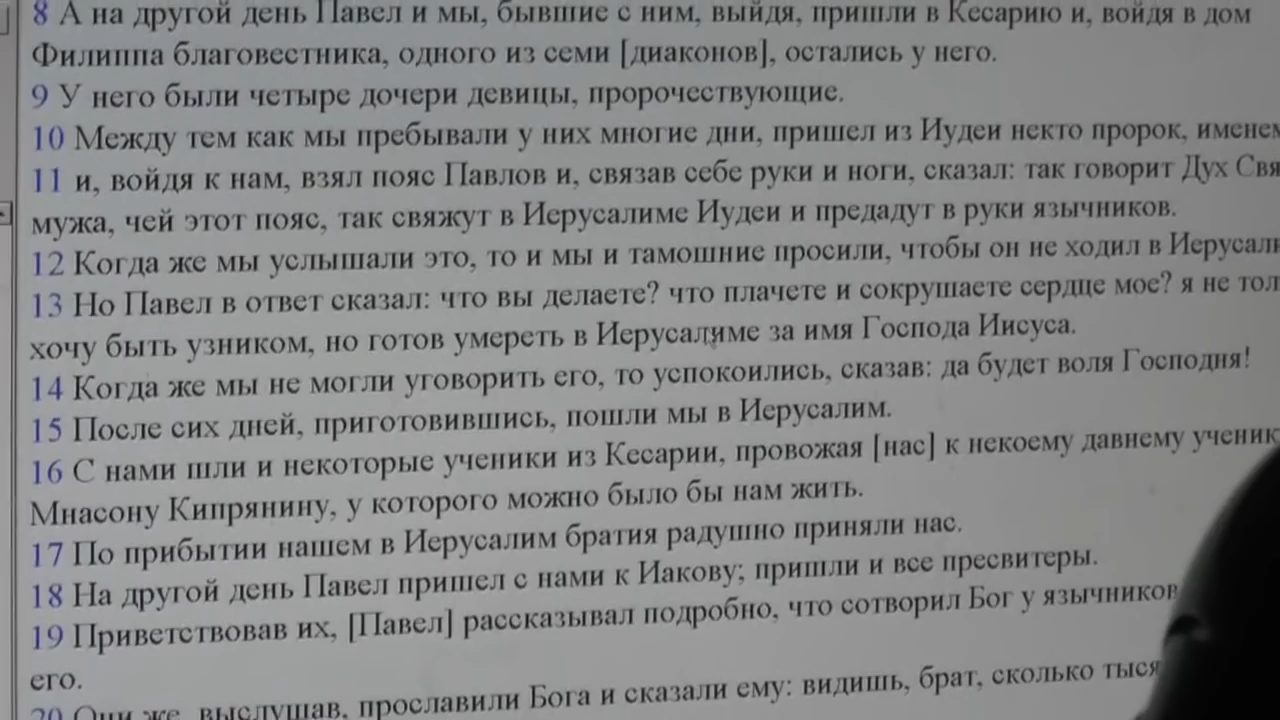 8 А на другой день Павел и мы, бывшие с ним, выйдя, пришли в Кесарию и, войдя в дом
Филиппа благовестника, одного из семи [диаконов], остались у него.
9 У него были четыре дочери девицы, пророчествующие.
10 Между тем как мы пребывали у них многие дни, пришел из Иудеи некто пророк, именем
11 и, войдя к нам, взял пояс Павлов и, связав себе руки и ноги, сказал: так говорит Дух
мужа, чей этот пояс, так свяжут в Иерусалиме Иудеи и предадут в руки язычников.
12 Когда же мы услышали это, то и мы и тамошние просили, чтобы он не ходил в
13 Но Павел в ответ сказал: что вы делаете? что плачете и сокрушаете сердце мое? я не
хочу быть узником, но готов умереть в Иерусалиме за имя Господа Иисуса.
14 Когда же мы не могли уговорить его, то успокоились, сказав: да будет воля Господня!
15 После сих дней, приготовившись, пошли мы в Иерусалим.
16 С нами шли и некоторые ученики из Кесарии, провожая [нас] к некоему давнему
Мнасону Кипрянину, у которого можно было бы нам жить.
17 По прибытии нашем в Иерусалим братия радушно приняли нас.
18 На другой день Павел пришел с нами к Иакову; пришли и все пресвитеры.
19 Приветствовав их, [Павел] рассказывал подробно, что сотворил Бог у язычников
его.
20 Они же, выслушав, прославили Бога и сказали ему: видишь, брат, сколько